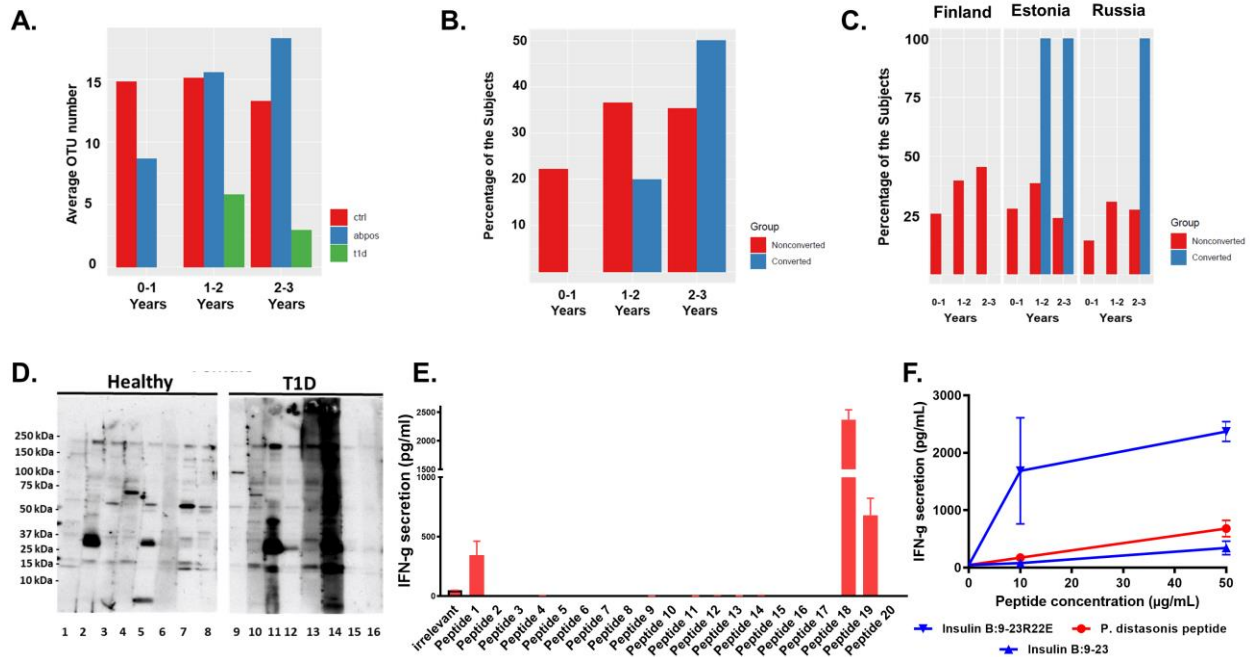 A.
Average OTU number
15
10
5
0
0-1
Years
1-2
Years
2-3
Years
ctrl
abpos
t1d
B.
Percentage of the Subjects
50
40
30
20
10
0-1
Years
1-2
Years
2-3
Years
Group
Nonconverted
Converted
C.
Finland Estonia Russia
Percentage of the Subjects
100
75
50
25
0-1 1-2 2-3 0-1 1-2 2-3 0-1 1-2 2-3
Years Years Years
Group
Nonconverted
Converted
D.
Healthy T1D
250 kDa
150 kDa
100 kDa
75 kDa
50 kDa
37 kDa
25 kDa
15 kDa
10 kDa
1 2 3 4 5 6 7 8 9 10 11 12 13 14 15 16
E.
IFN-g secretion (pg/ml)
2500
2000
1500
1000
500
0
irrelevant
Peptide 1
Peptide 2
Peptide 3
Peptide 4
Peptide 5
Peptide 6
Peptide 7
Peptide 8
Peptide 9
Peptide 10
Peptide 11
Peptide 12
Peptide 13
Peptide 14
Peptide 15
Peptide 16
Peptide 17
Peptide 18
Peptide 19
Peptide 20
F.
IFN-g secretion (pg/mL)
3000
2000
1000
0
0 10 20 30 40 50
Peptide concentration (µg/mL)
Insulin B:9-23R22E P. distasonis peptide
Insulin B:9-23